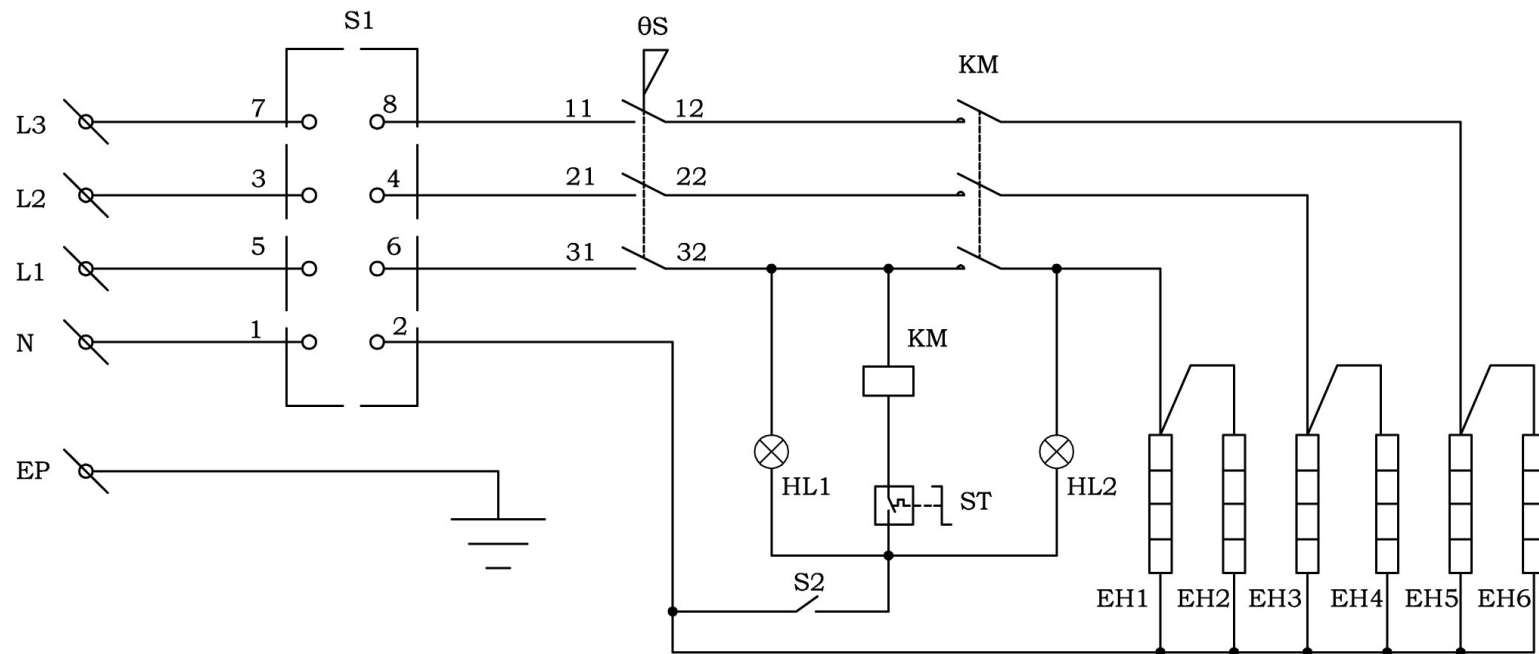 S1 θS
KM
L3 7 8 11 12
L2 3 4 21 22
L1 5 6 31 32
N 1 2
KM
EP
HL1 ST HL2
S2
EH1 EH2 EH3 EH4 EH5 EH6